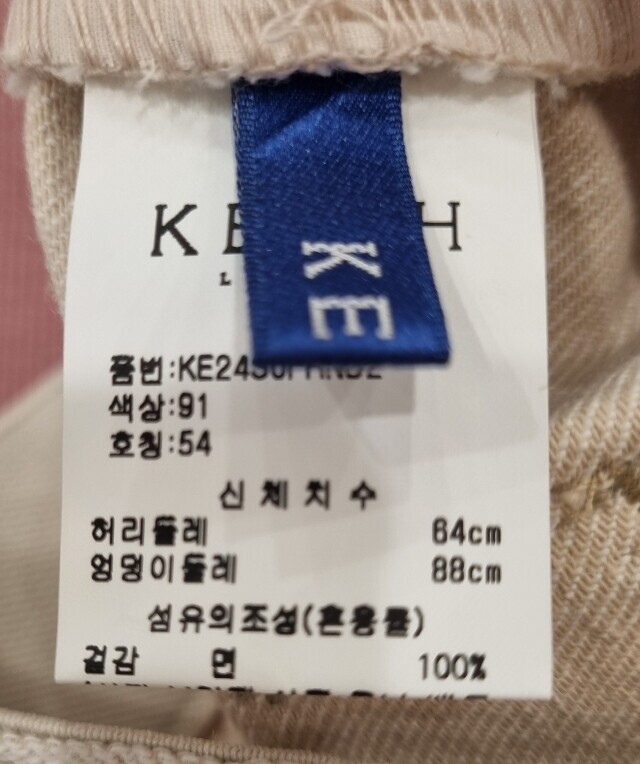 KE H
L
KE
품번:KE24
색상:91
호칭:54
신체치수
허리둘레 64cm
엉덩이둘레 88cm
섬유의조성(혼용률)
겉감 면 100%